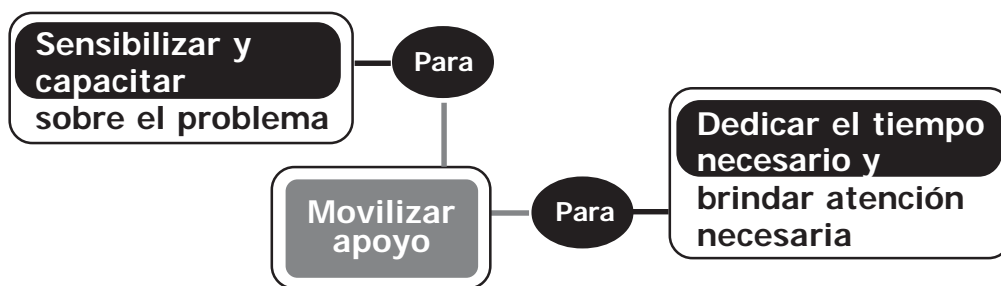 Sensibilizar y
capacitar
sobre el problema
Para
Movilizar
apoyo
Para
Dedicar el tiempo
necesario y
brindar atención
necesaria